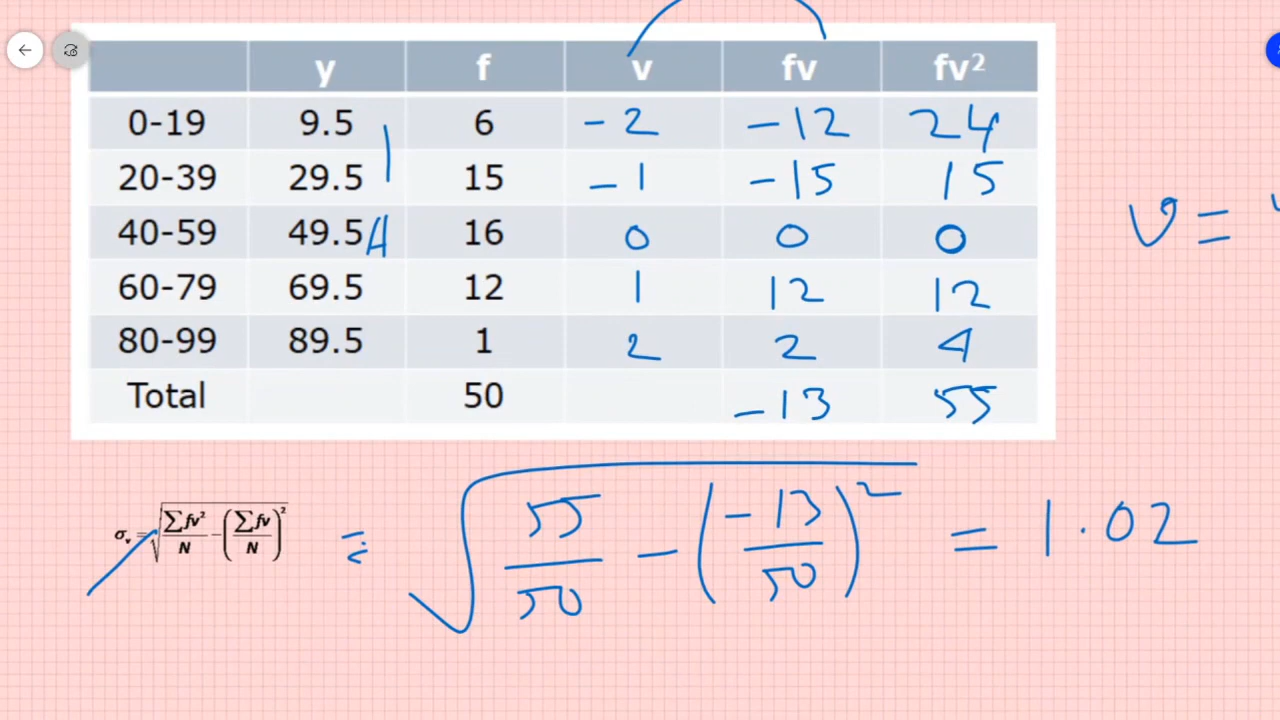 y f v fv fv²
0-19 9.5 6 -2 -12 24
20-39 29.5 15 -1 -15 15
40-59 49.5 A 16 0 0 0
60-79 69.5 12 1 12 12
80-99 89.5 1 2 2 4
Total 50 -13 55
v =
σᵥ = √(∑fv²/N - (∑fv/N)²) = √(55/50 - (-13/50)²) = 1.02